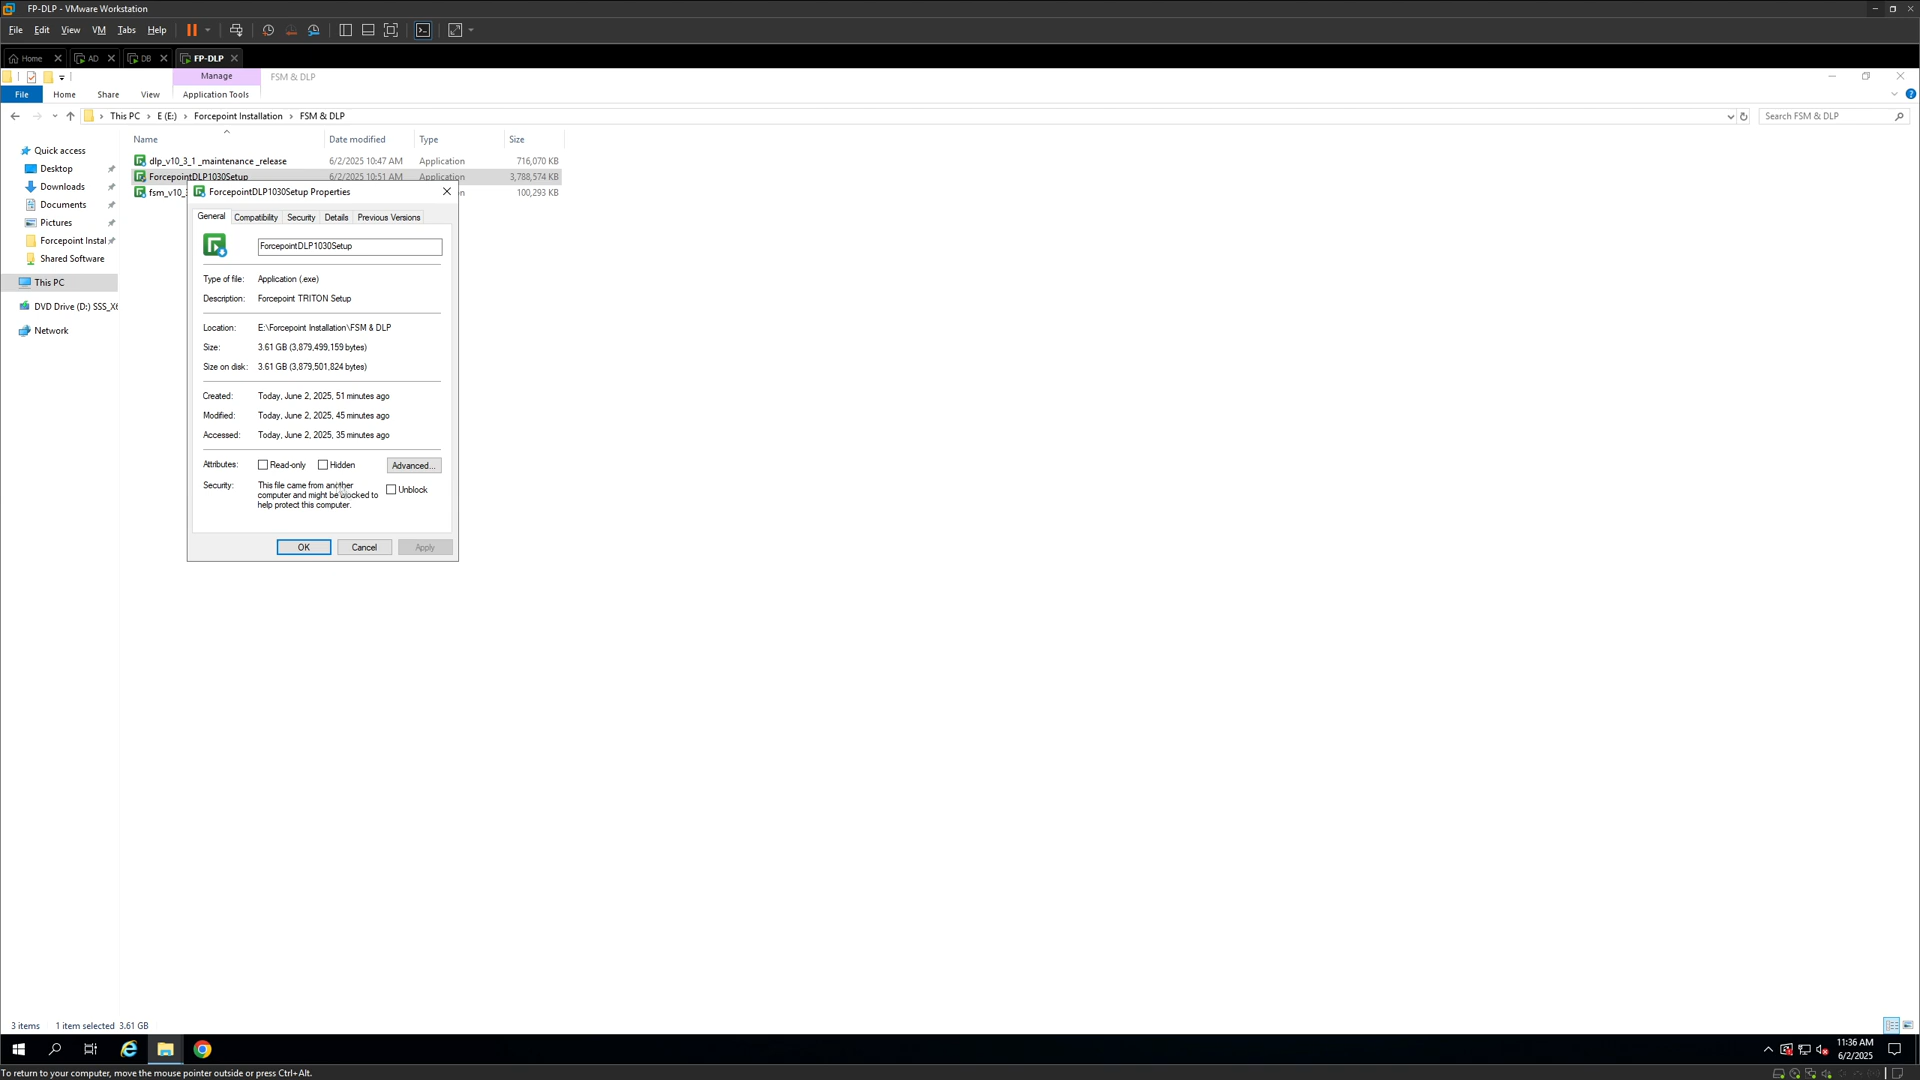 FP-DLP - VMware Workstation
File Edit View VM Tabs Help
Home AD DB FP-DLP
Manage FSM & DLP
File Home Share View Application Tools
This PC E (E:) Forcepoint Installation FSM & DLP Search FSM & DLP
Name Date modified Type Size
Quick access
Desktop
Downloads
Documents
Pictures
Forcepoint Instal
Shared Software
This PC
DVD Drive (D:) SSS_X6
Network
dlp_v10_3_1 _maintenance _release 6/2/2025 10:47 AM Application 716,070 KB
ForcepointDLP1030Setup 6/2/2025 10:51 AM Application 3,788,574 KB
fsm_v10_3 100,293 KB
ForcepointDLP1030Setup Properties
General Compatibility Security Details Previous Versions
ForcepointDLP1030Setup
Type of file: Application (.exe)
Description: Forcepoint TRITON Setup
Location: E:\Forcepoint Installation\FSM & DLP
Size: 3.61 GB (3,879,499,159 bytes)
Size on disk: 3.61 GB (3,879,501,824 bytes)
Created: Today, June 2, 2025, 51 minutes ago
Modified: Today, June 2, 2025, 45 minutes ago
Accessed: Today, June 2, 2025, 35 minutes ago
Attributes: Read-only Hidden Advanced...
Security: This file came from another
computer and might be blocked to
help protect this computer.
Unblock
OK Cancel Apply
3 items 1 item selected 3.61 GB
11:36 AM
6/2/2025
To return to your computer, move the mouse pointer outside or press Ctrl+Alt.